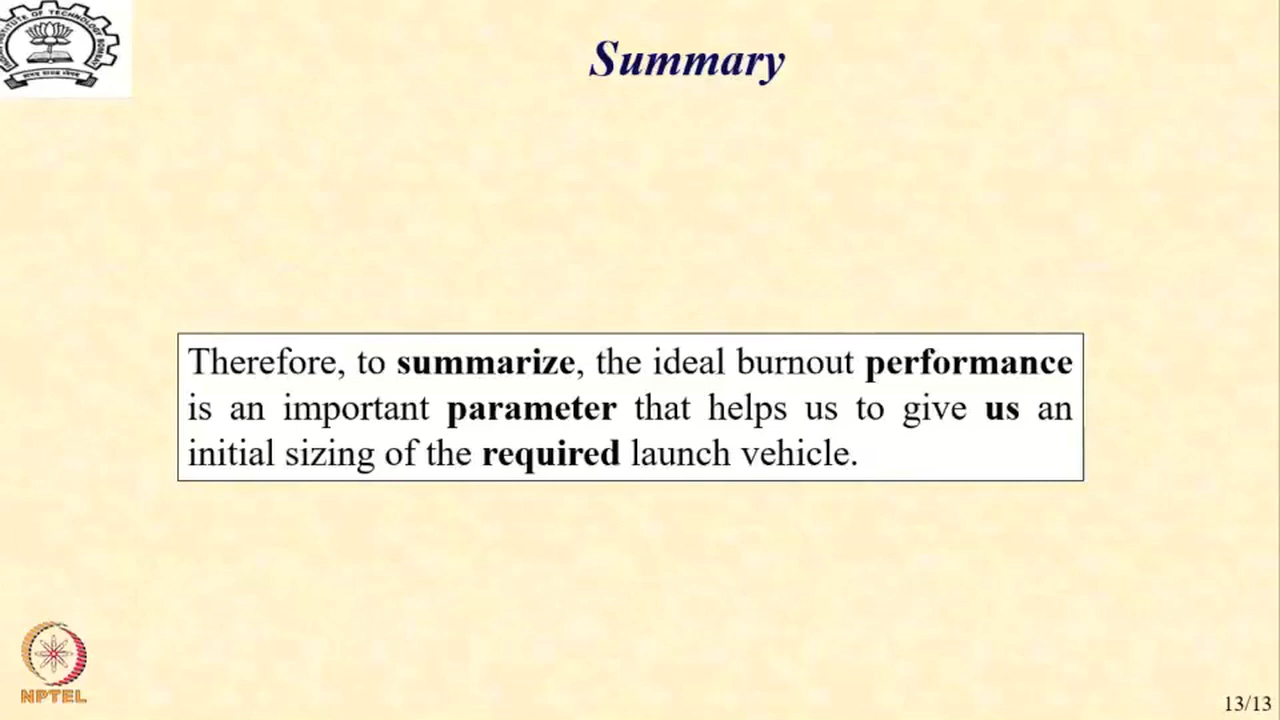 Summary
Therefore, to summarize, the ideal burnout performance
is an important parameter that helps us to give us an
initial sizing of the required launch vehicle.
NPTEL
13/13